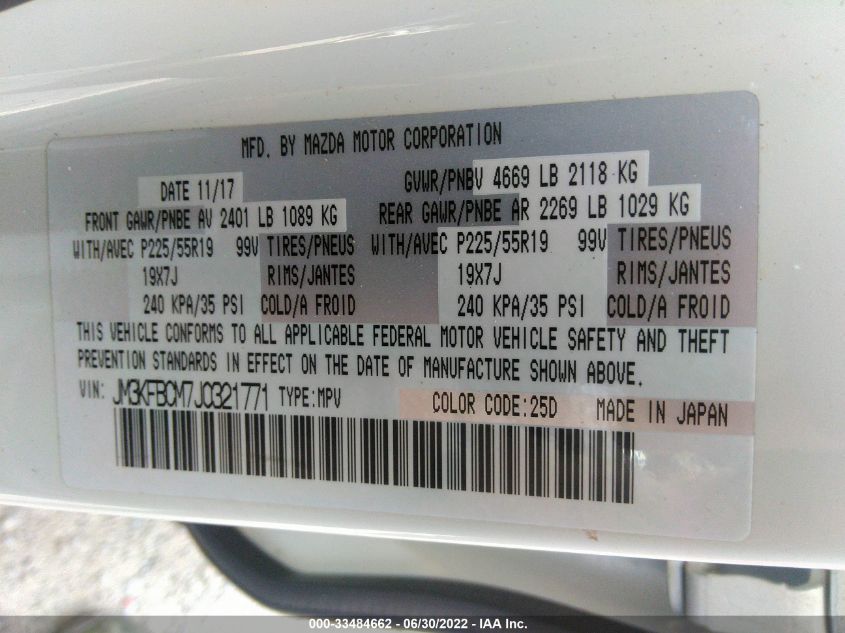 MFD. BY MAZDA MOTOR CORPORATION
DATE 11/17 GVWR/PNBV 4669 LB 2118 KG
FRONT GAWR/PNBE AV 2401 LB 1089 KG REAR GAWR/PNBE AR 2269 LB 1029 KG
WITH/AVEC P225/55R19 99V TIRES/PNEUS WITH/AVEC P225/55R19 99V TIRES/PNEUS
19X7J RIMS/JANTES 19X7J RIMS/JANTES
240 KPA/35 PSI COLD/A FROID 240 KPA/35 PSI COLD/A FROID
THIS VEHICLE CONFORMS TO ALL APPLICABLE FEDERAL MOTOR VEHICLE SAFETY AND THEFT
PREVENTION STANDARDS IN EFFECT ON THE DATE OF MANUFACTURE SHOWN ABOVE.
VIN: JM3KFBCM7J0321771 TYPE:MPV COLOR CODE:25D MADE IN JAPAN
000-33484662 - 06/30/2022 - IAA Inc.